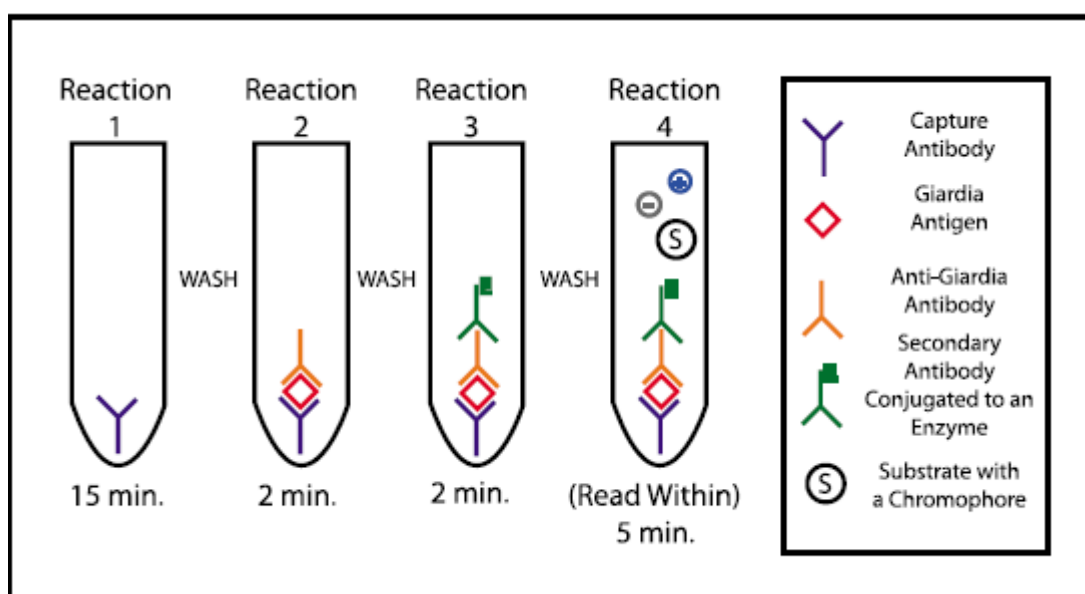 Reaction
1
Reaction
2
Reaction
3
Reaction
4
WASH
WASH
WASH
+
-
S
15 min.
2 min.
2 min.
(Read Within)
5 min.
Capture
Antibody
Giardia
Antigen
Anti-Giardia
Antibody
Secondary
Antibody
Conjugated to an
Enzyme
S
Substrate with
a Chromophore